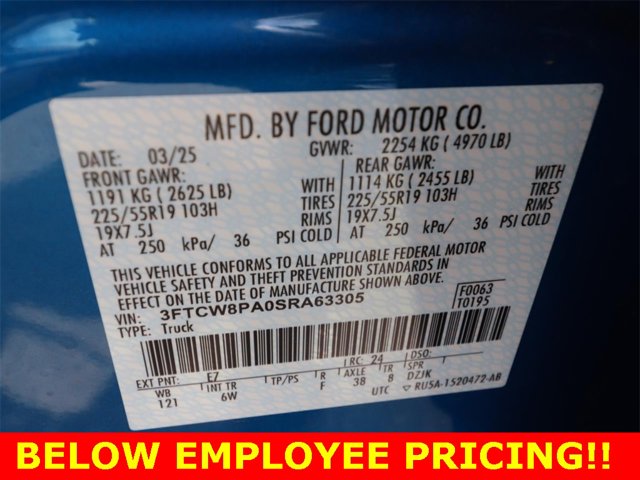 MFD. BY FORD MOTOR CO.
DATE: 03/25 GVWR: 2254 KG ( 4970 LB)
FRONT GAWR: REAR GAWR:
1191 KG ( 2625 LB) WITH 1114 KG ( 2455 LB) WITH
225/55R19 103H TIRES 225/55R19 103H TIRES
19X7.5J RIMS 19X7.5J RIMS
AT 250 kPa/ 36 PSI COLD AT 250 kPa/ 36 PSI COLD
THIS VEHICLE CONFORMS TO ALL APPLICABLE FEDERAL MOTOR
VEHICLE SAFETY AND THEFT PREVENTION STANDARDS IN
EFFECT ON THE DATE OF MANUFACTURE SHOWN ABOVE.
VIN: 3FTCW8PA0SRA63305 F0063
TYPE: Truck T0195
EXT PNT: EZ RC: 24 DSO:
WB INT TR TP/PS R AXLE TR SPR
121 6W F 38 8 DZJK
UTC RU5A-1520472-AB
BELOW EMPLOYEE PRICING!!